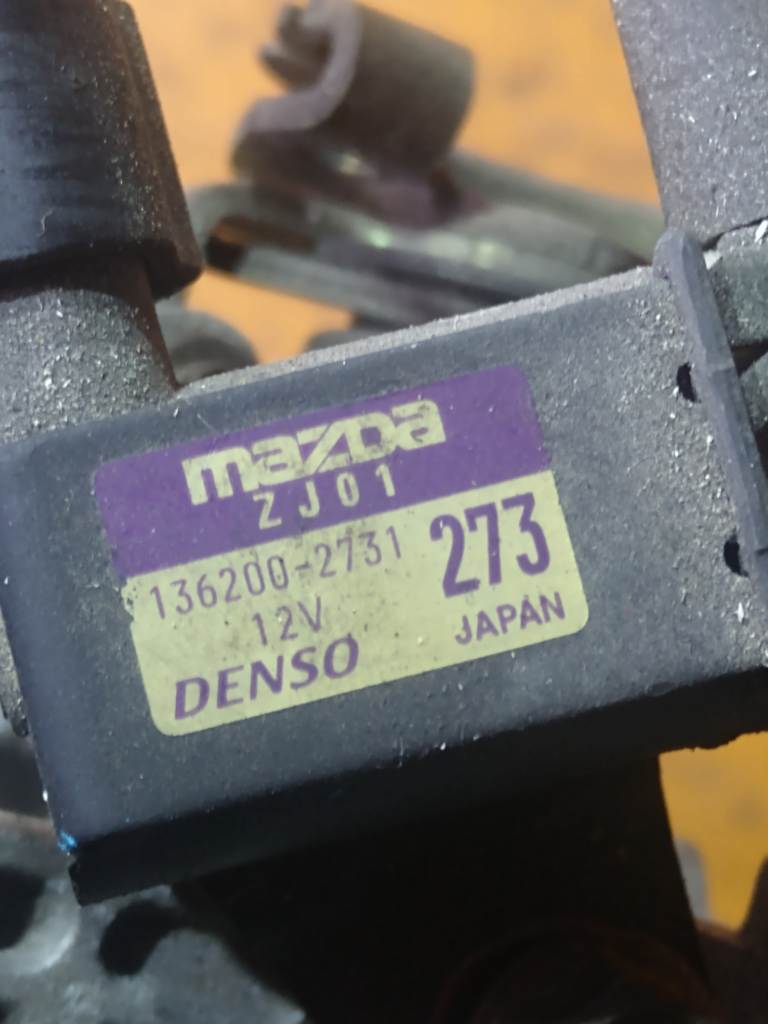 mazda
ZJ01
136200-2731
273
12V
JAPAN
DENSO